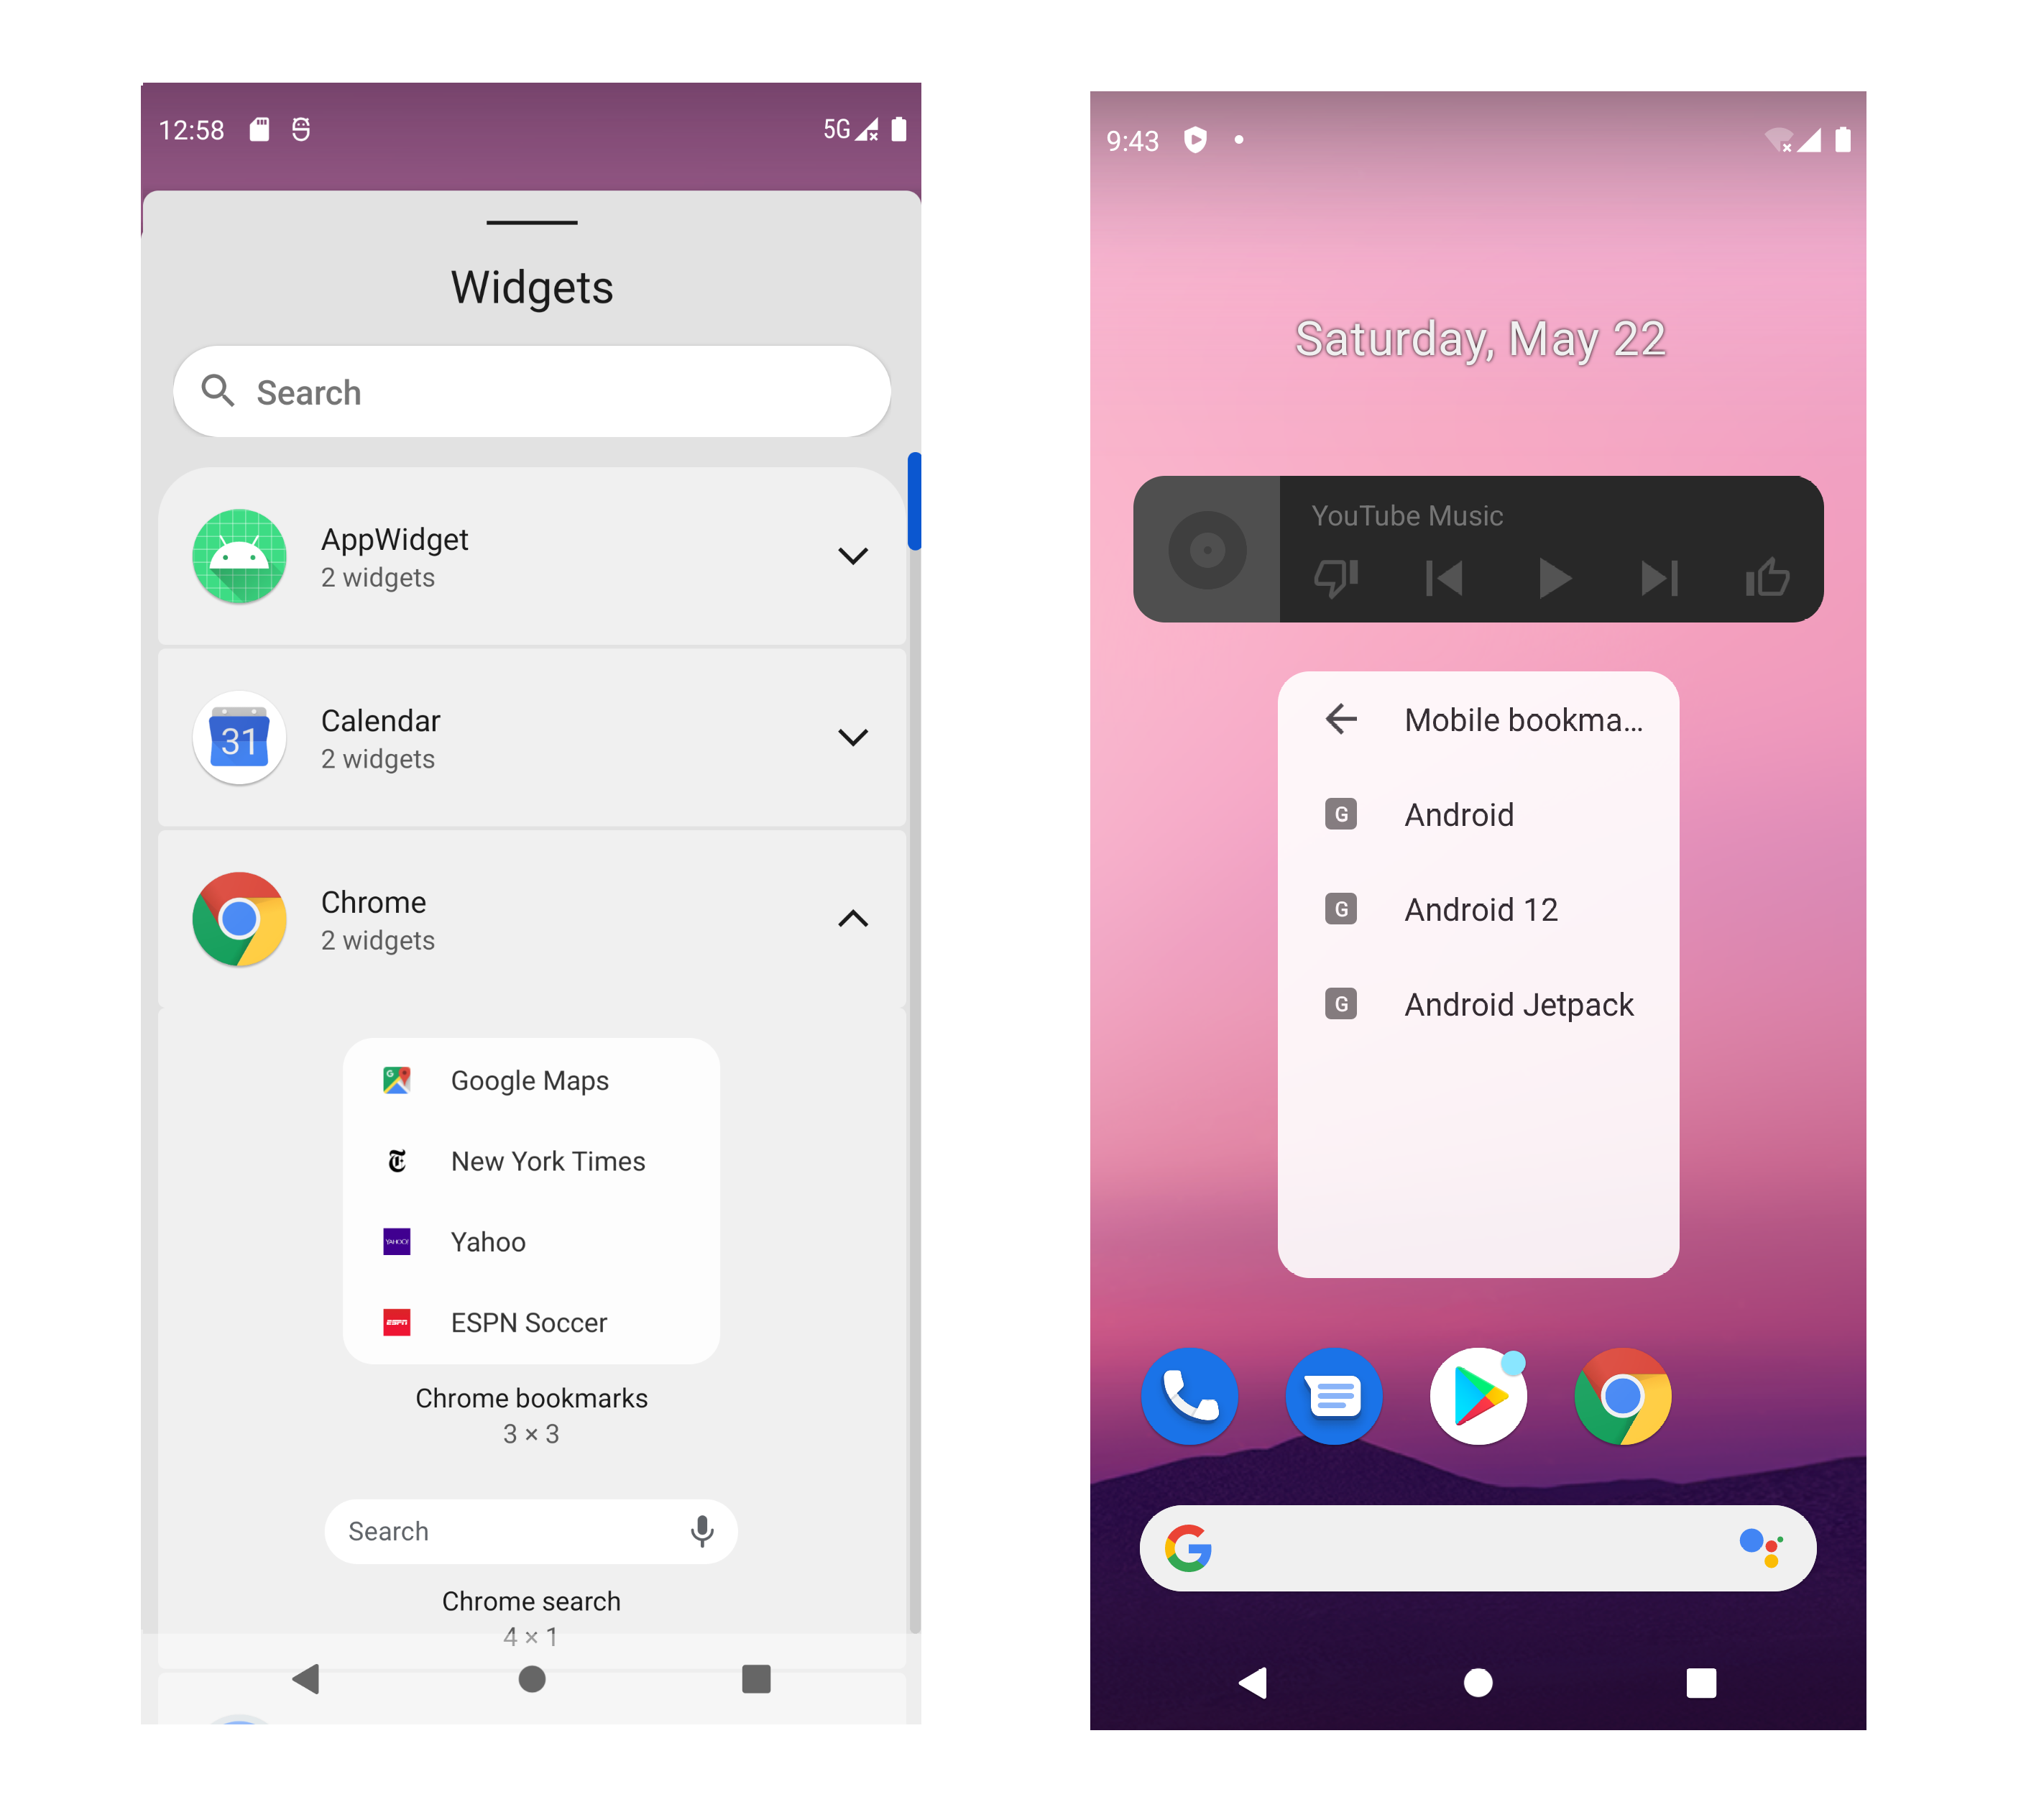 12:58
5G
Widgets
Search
AppWidget
2 widgets
31
Calendar
2 widgets
Chrome
2 widgets
G
Google Maps
T
New York Times
YAHOO!
Yahoo
ESPN
ESPN Soccer
Chrome bookmarks
3 × 3
Search
Chrome search
4 × 1
9:43
Saturday, May 22
YouTube Music
Mobile bookma...
G Android
G Android 12
G Android Jetpack
G